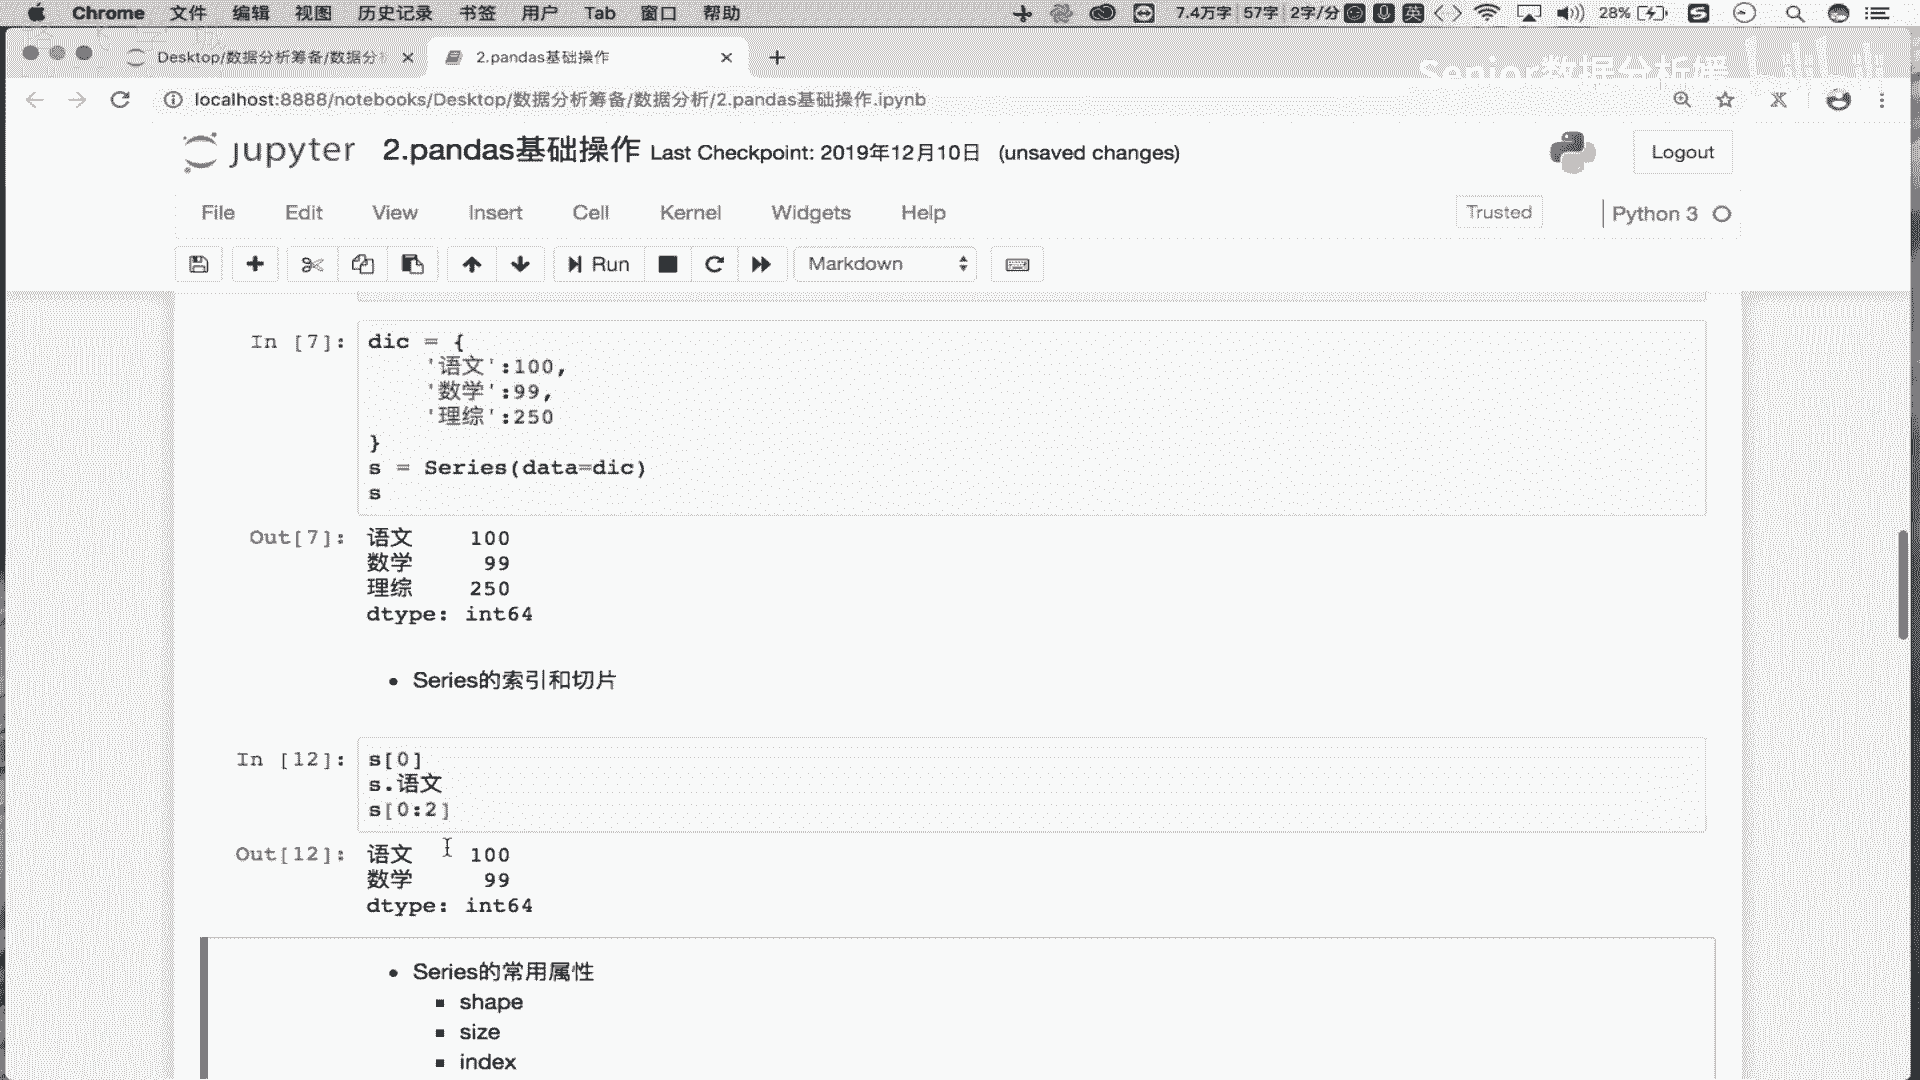 Chrome 文件 编辑 视图 历史记录 书签 用户 Tab 窗口 帮助 7.4万字 57字 2字/分 英 28%
Desktop/数据分析筹备/数据分 2.pandas基础操作
Senior数据分析媛 bilibili
localhost:8888/notebooks/Desktop/数据分析筹备/数据分析/2.pandas基础操作.ipynb
jupyter 2.pandas基础操作 Last Checkpoint: 2019年12月10日 (unsaved changes) Logout
File Edit View Insert Cell Kernel Widgets Help Trusted Python 3
Run Markdown
In [7]: dic = {
'语文':100,
'数学':99,
'理综':250
}
s = Series(data=dic)
s
Out[7]: 语文 100
数学 99
理综 250
dtype: int64
Series的索引和切片
In [12]: s[0]
s.语文
s[0:2]
Out[12]: 语文 100
数学 99
dtype: int64
Series的常用属性
shape
size
index